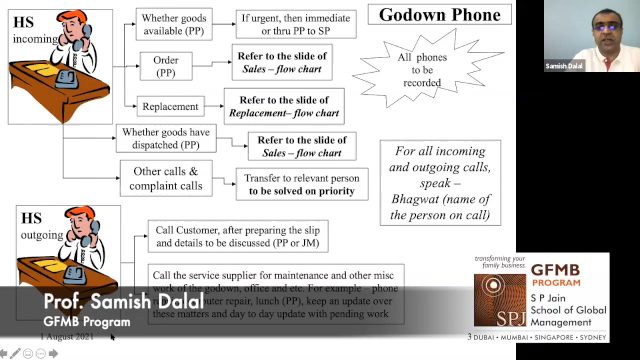 HS
incoming
Whether goods
available (PP)
If urgent, then immediate
or thru PP to SP
Godown Phone
Order
(PP)
Refer to the slide of
Sales – flow chart
All phones
to be
recorded
Samish Dalal
Replacement
Refer to the slide of
Replacement– flow chart
Whether goods have
dispatched (PP)
Refer to the slide of
Sales – flow chart
Other calls &
complaint calls
Transfer to relevant person
to be solved on priority
For all incoming
and outgoing calls,
speak –
Bhagwat (name of
the person on call)
HS
outgoing
Call Customer, after preparing the slip
and details to be discussed (PP or JM)
Call the service supplier for maintenance and other misc
work of the godown, office and etc. For example - phone
uter repair, lunch (PP), keep an update over
these matters and day to day update with pending work
Prof. Samish Dalal
GFMB Program
1 August 2021
3
transforming your
family business
GFMB
PROGRAM
SPJ
S P Jain
School of Global
Management
DUBAI • MUMBAI • SINGAPORE • SYDNEY